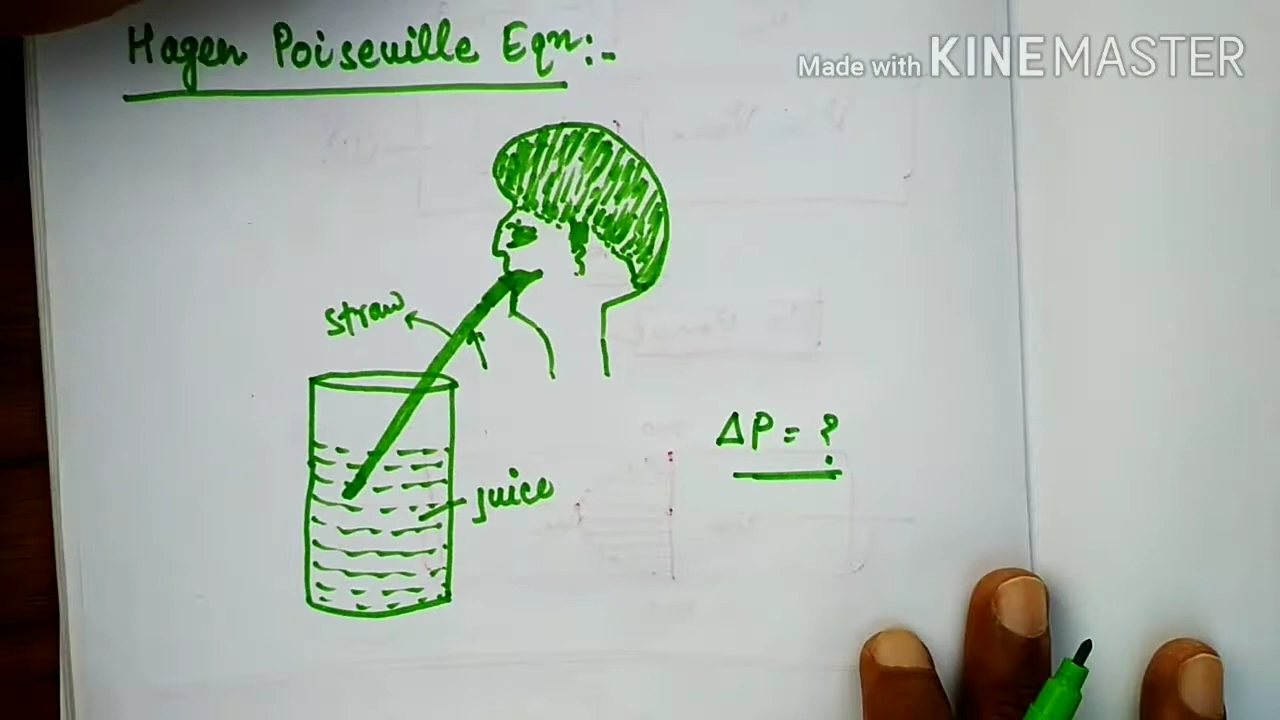 Hagen Poiseuille Eqn:-
Made with KINEMASTER
straw
ΔP = ?
juice